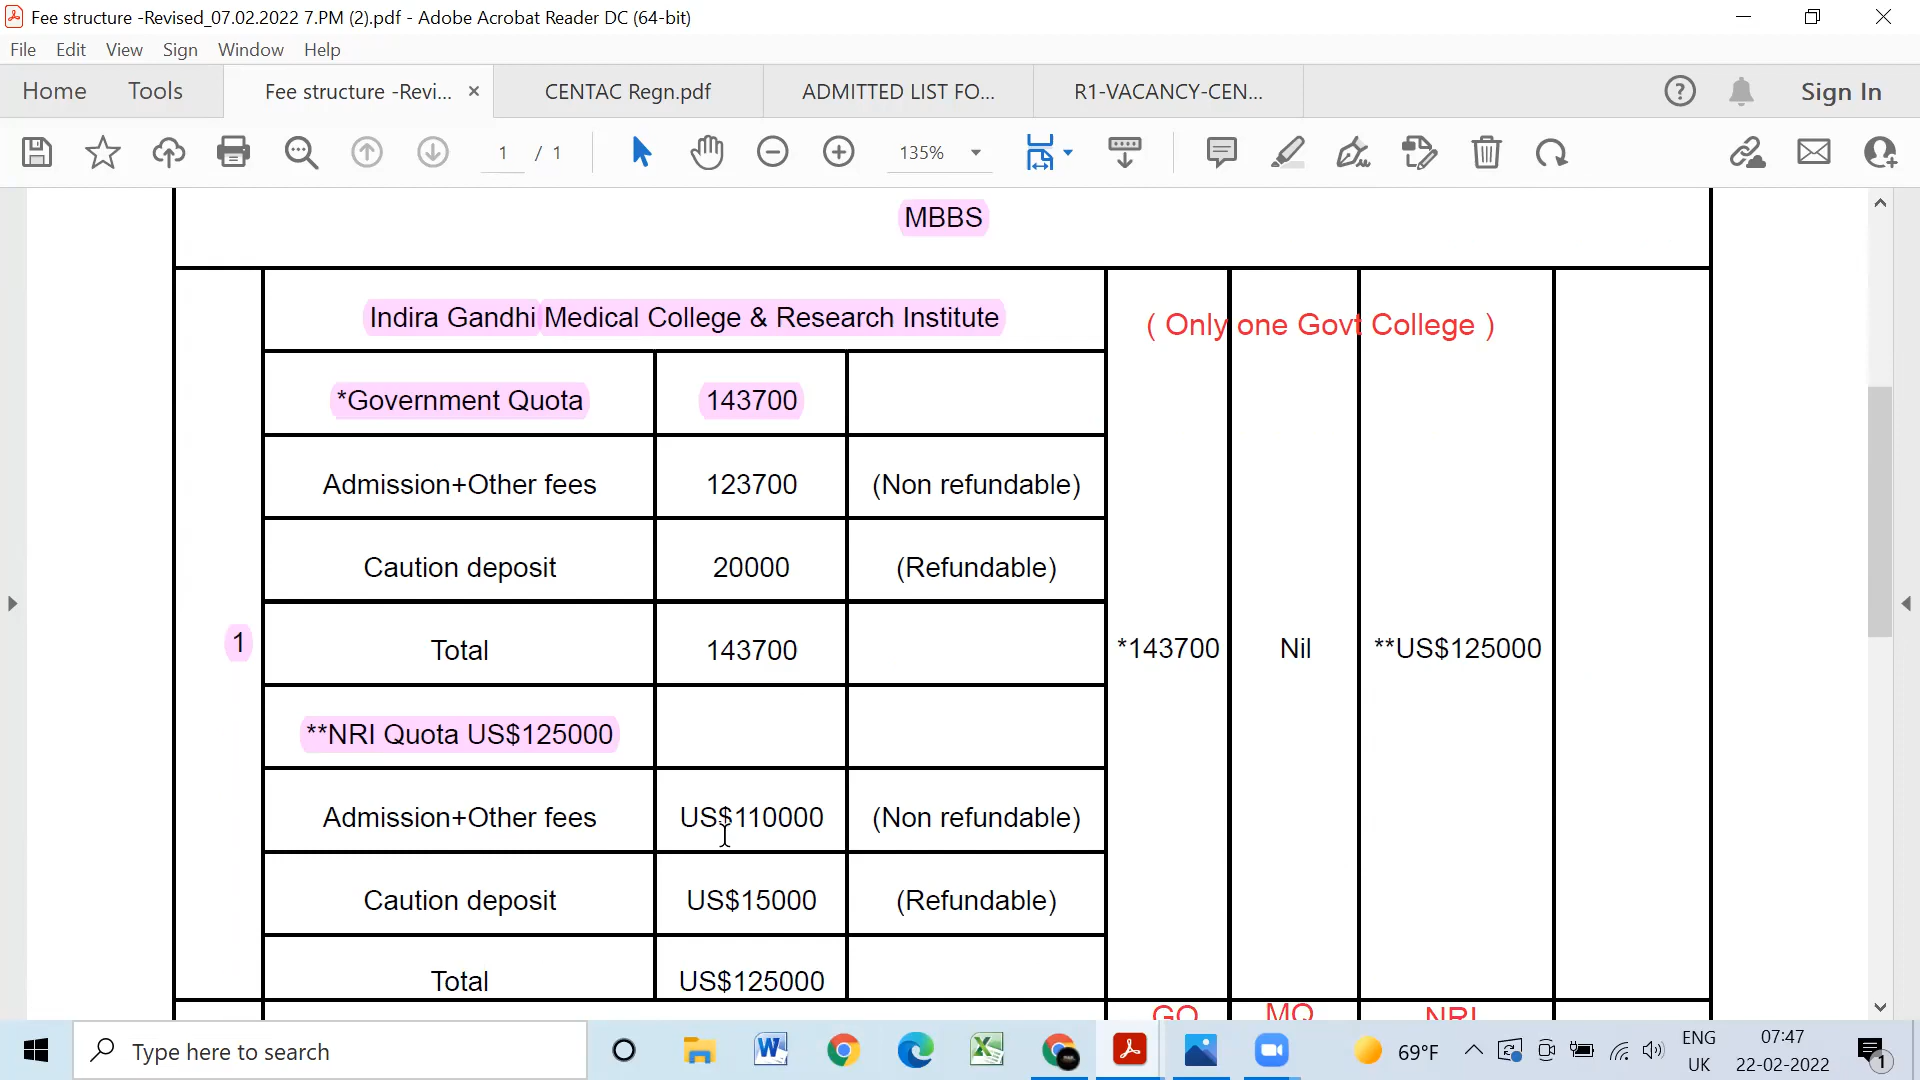 Fee structure -Revised_07.02.2022 7.PM (2).pdf - Adobe Acrobat Reader DC (64-bit)
File Edit View Sign Window Help
Home Tools Fee structure -Revi... × CENTAC Regn.pdf ADMITTED LIST FO... R1-VACANCY-CEN... Sign In
1 / 1 135%
MBBS
Indira Gandhi Medical College & Research Institute
( Only one Govt College )
*Government Quota 143700
Admission+Other fees 123700 (Non refundable)
Caution deposit 20000 (Refundable)
1 Total 143700 *143700 Nil **US$125000
**NRI Quota US$125000
Admission+Other fees US$110000 (Non refundable)
Caution deposit US$15000 (Refundable)
Total US$125000
GQ MQ NRI
Type here to search
69°F
ENG
UK
07:47
22-02-2022
1